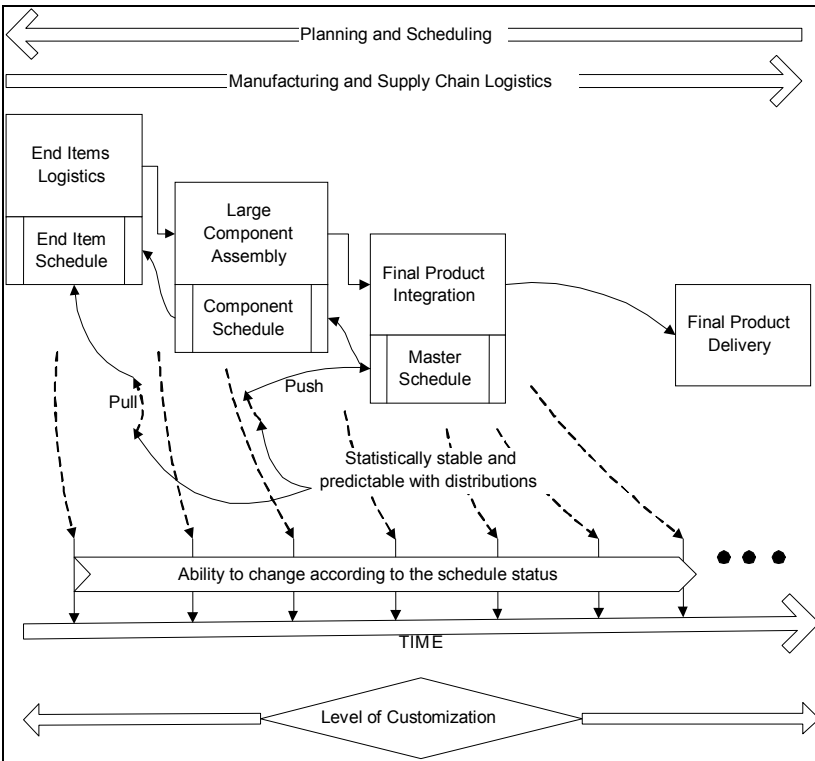 Planning and Scheduling
Manufacturing and Supply Chain Logistics
End Items
Logistics
End Item
Schedule
Large
Component
Assembly
Component
Schedule
Final Product
Integration
Master
Schedule
Final Product
Delivery
Pull
Push
Statistically stable and
predictable with distributions
Ability to change according to the schedule status
TIME
Level of Customization